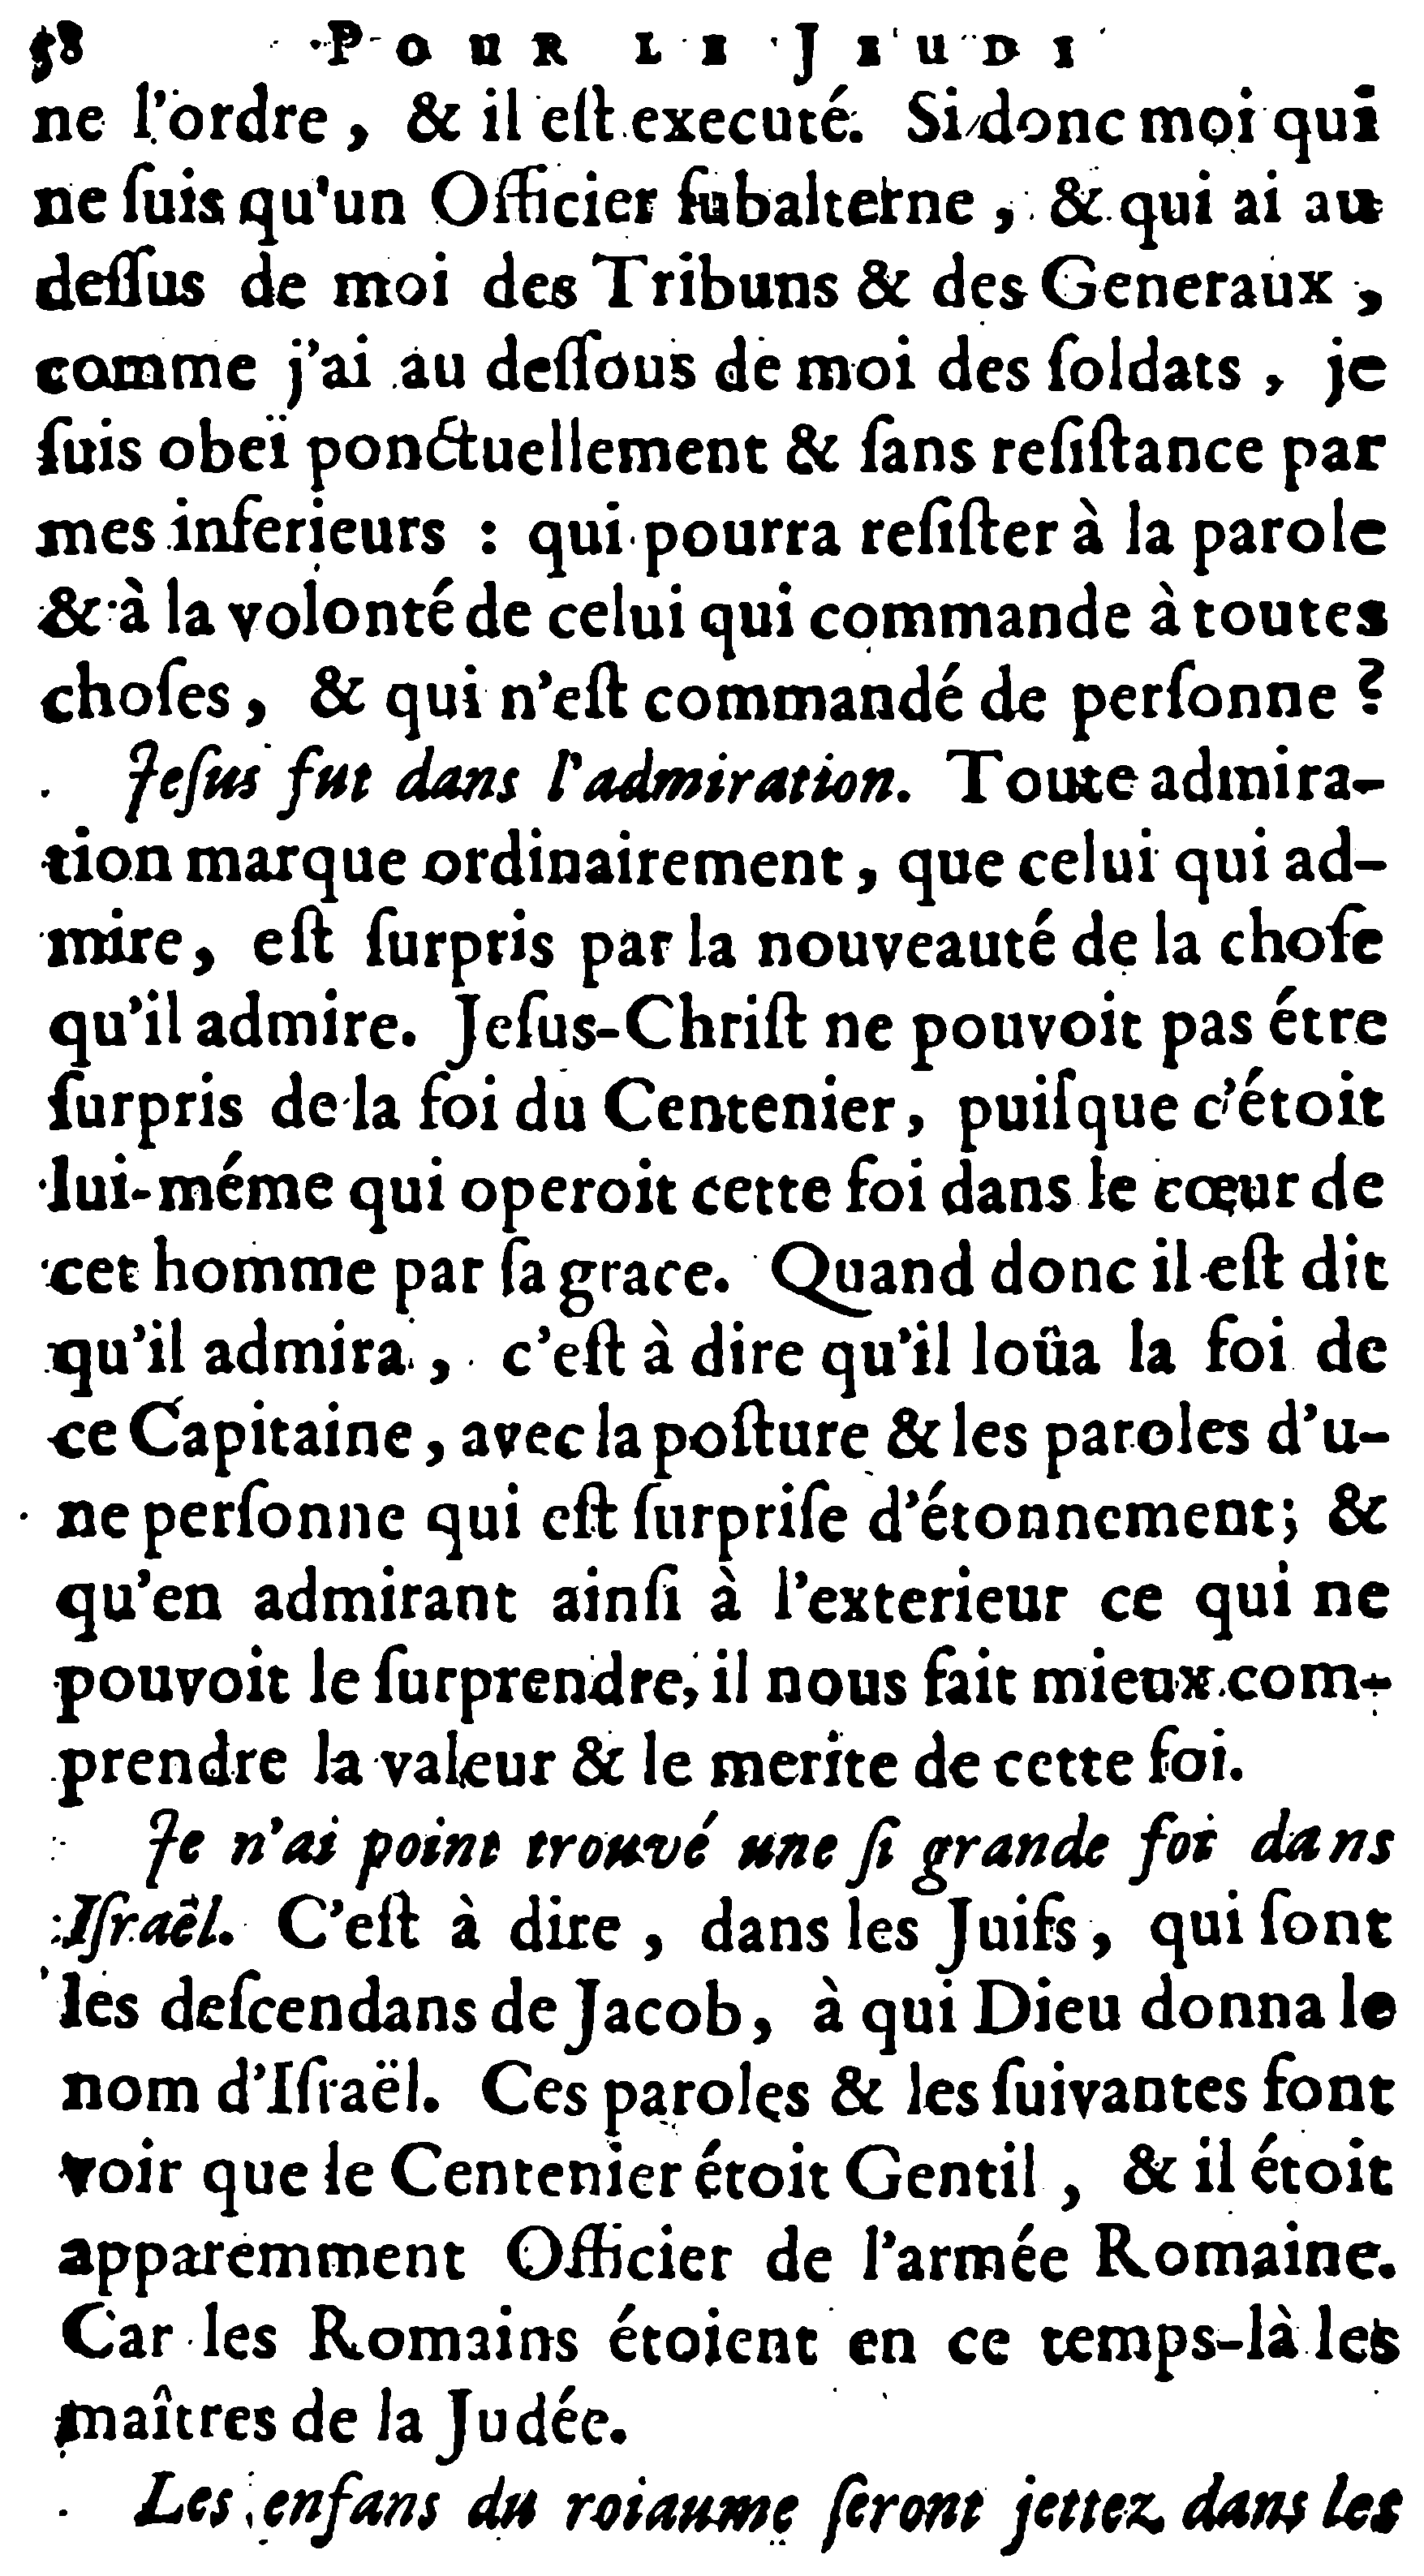 58 POUR LE JEUDI
ne l'ordre, & il eſt executé. Si donc moi qui
ne ſuis qu'un Officier ſubalterne, & qui ai au
deſſus de moi des Tribuns & des Generaux,
comme j'ai au deſſous de moi des ſoldats, je
ſuis obeï ponctuellement & ſans reſiſtance par
mes inferieurs : qui pourra reſiſter à la parole
& à la volonté de celui qui commande à toutes
choſes, & qui n'eſt commandé de perſonne ?
Jeſus fut dans l'admiration. Toute admira-
tion marque ordinairement, que celui qui ad-
mire, eſt ſurpris par la nouveauté de la choſe
qu'il admire. Jeſus-Chriſt ne pouvoit pas étre
ſurpris de la foi du Centenier, puiſque c'étoit
lui-méme qui operoit cette foi dans le cœur de
cet homme par ſa grace. Quand donc il eſt dit
qu'il admira, c'eſt à dire qu'il loüa la foi de
ce Capitaine, avec la poſture & les paroles d'u-
ne perſonne qui eſt ſurpriſe d'étonnement; &
qu'en admirant ainſi à l'exterieur ce qui ne
pouvoit le ſurprendre, il nous fait mieux com-
prendre la valeur & le merite de cette foi.
Je n'ai point trouvé une ſi grande foi dans
Iſraël. C'eſt à dire, dans les Juifs, qui ſont
les deſcendans de Jacob, à qui Dieu donna le
nom d'Iſraël. Ces paroles & les ſuivantes font
voir que le Centenier étoit Gentil, & il étoit
apparemment Officier de l'armée Romaine.
Car les Romains étoient en ce temps-là les
maîtres de la Judée.
Les enfans du roiaume ſeront jettez dans les